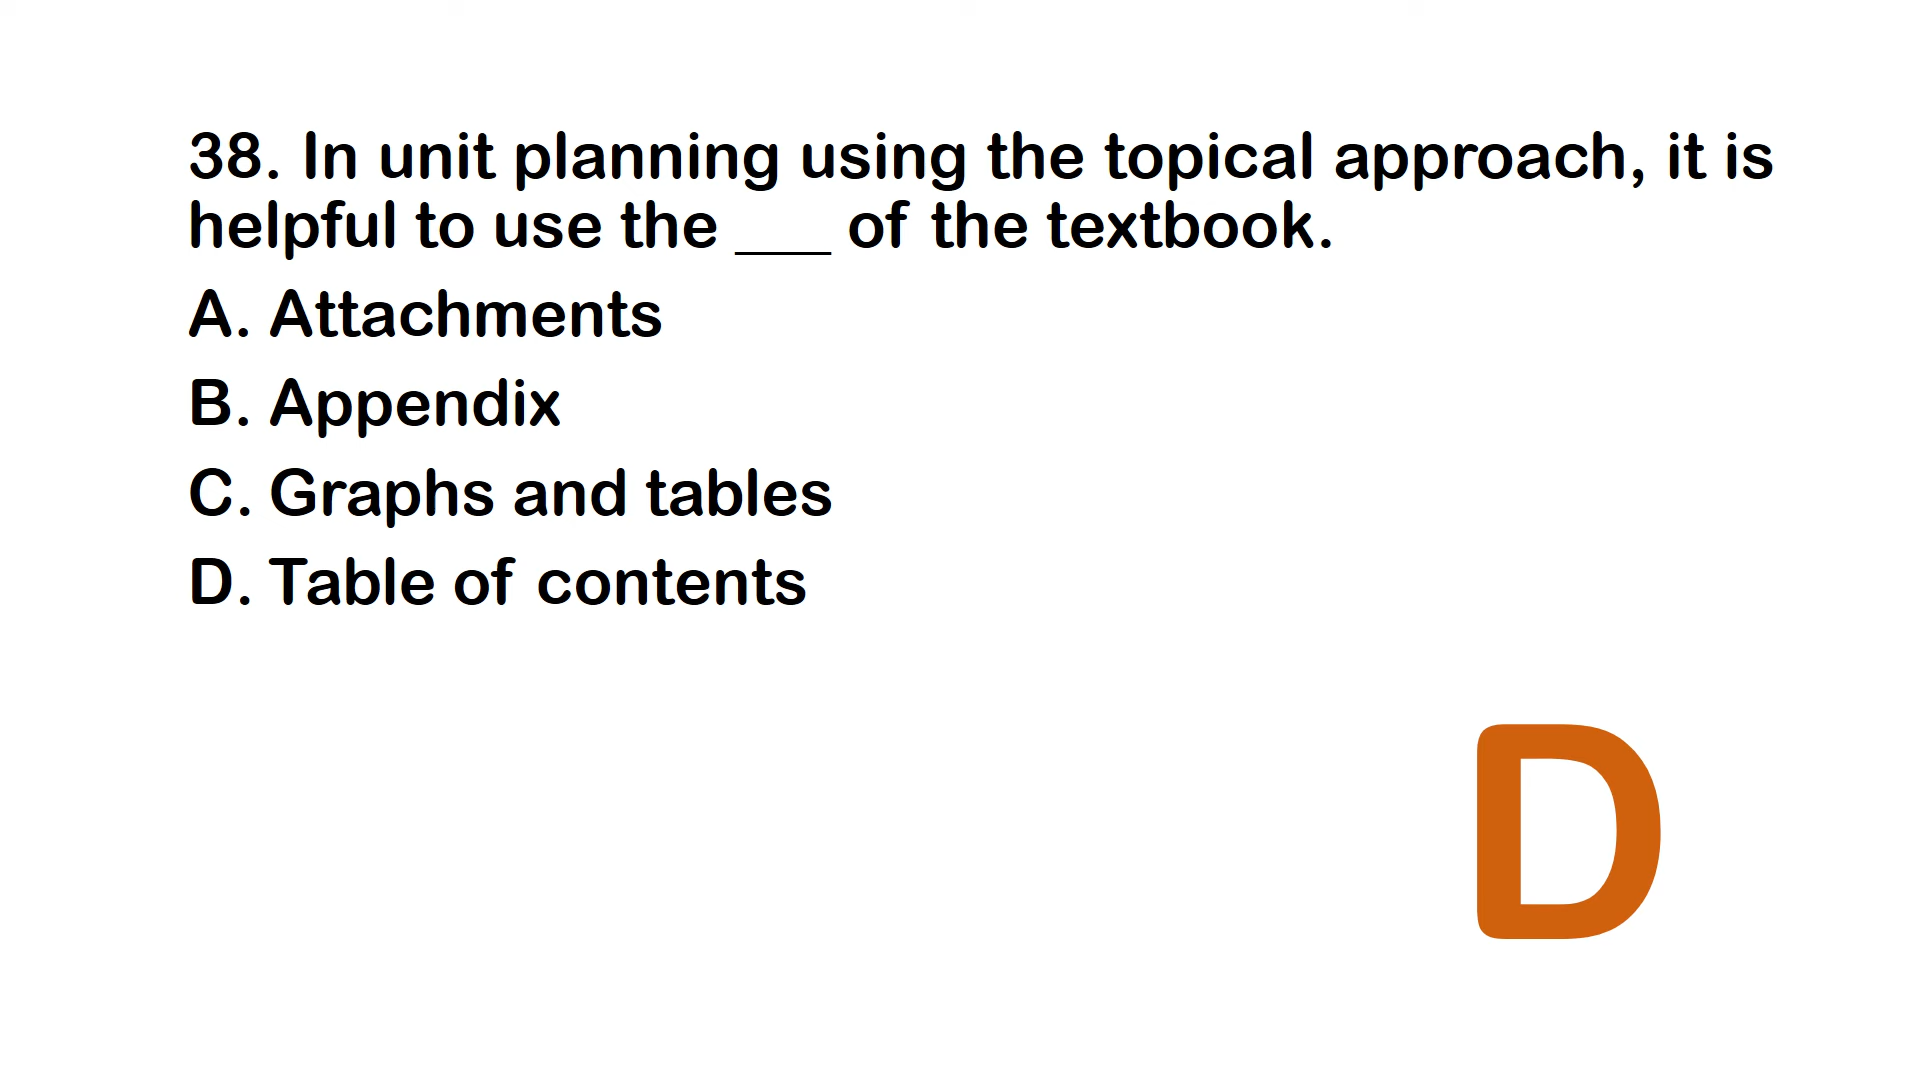 38. In unit planning using the topical approach, it is
helpful to use the ___ of the textbook.
A. Attachments
B. Appendix
C. Graphs and tables
D. Table of contents
D